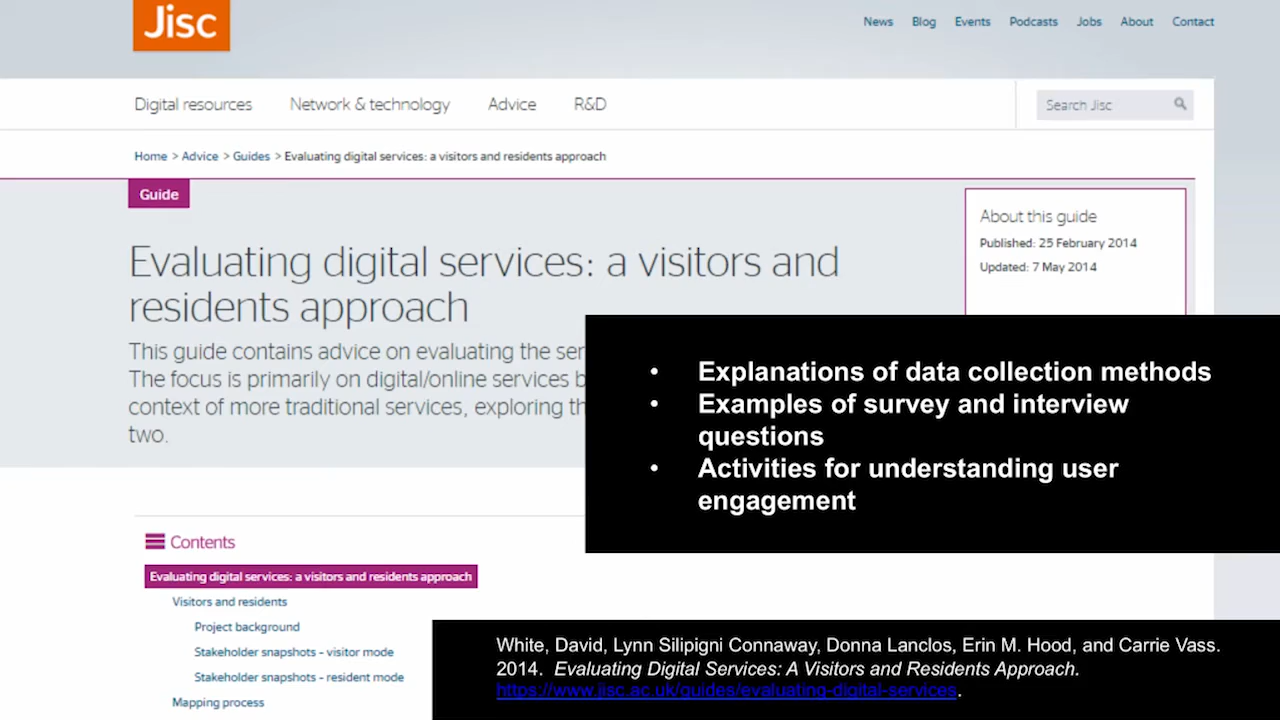 Jisc
News Blog Events Podcasts Jobs About Contact
Digital resources Network & technology Advice R&D
Search Jisc
Home > Advice > Guides > Evaluating digital services: a visitors and residents approach
Guide
About this guide
Published: 25 February 2014
Updated: 7 May 2014
Evaluating digital services: a visitors and
residents approach
This guide contains advice on evaluating the ser
The focus is primarily on digital/online services b
context of more traditional services, exploring th
two.
• Explanations of data collection methods
• Examples of survey and interview
questions
• Activities for understanding user
engagement
Contents
Evaluating digital services: a visitors and residents approach
Visitors and residents
Project background
Stakeholder snapshots - visitor mode
Stakeholder snapshots - resident mode
Mapping process
White, David, Lynn Silipigni Connaway, Donna Lanclos, Erin M. Hood, and Carrie Vass.
2014. Evaluating Digital Services: A Visitors and Residents Approach.
https://www.jisc.ac.uk/guides/evaluating-digital-services.